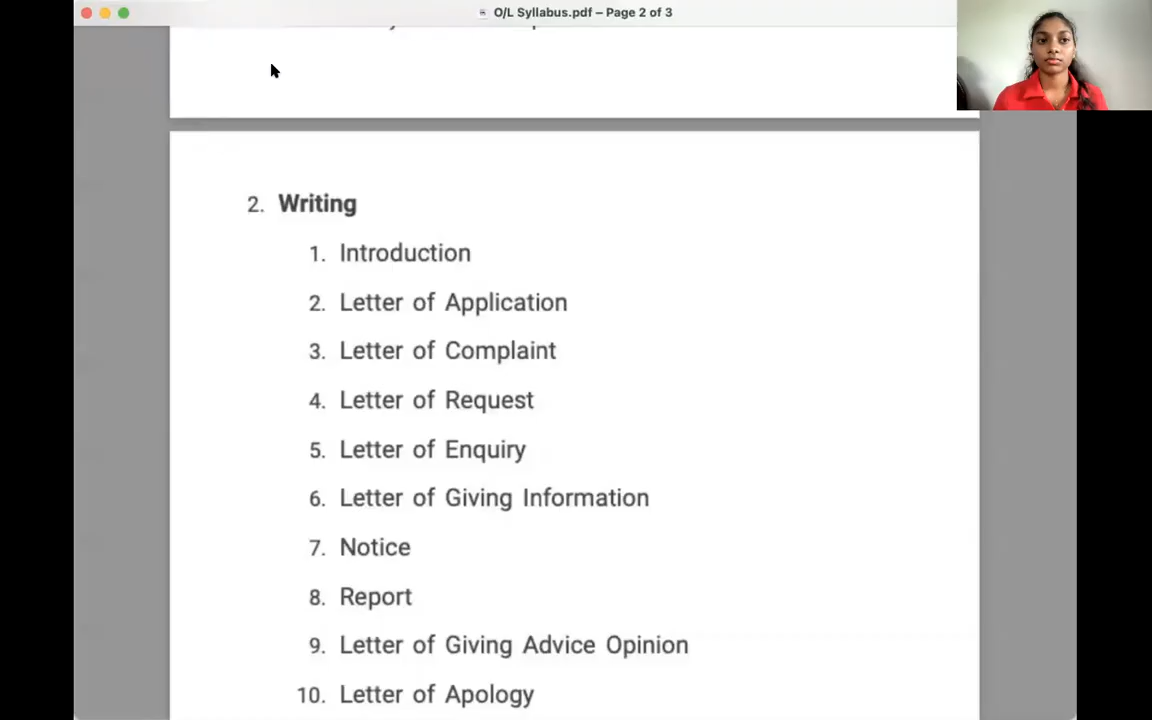 O/L Syllabus.pdf – Page 2 of 3
2. Writing
1. Introduction
2. Letter of Application
3. Letter of Complaint
4. Letter of Request
5. Letter of Enquiry
6. Letter of Giving Information
7. Notice
8. Report
9. Letter of Giving Advice Opinion
10. Letter of Apology